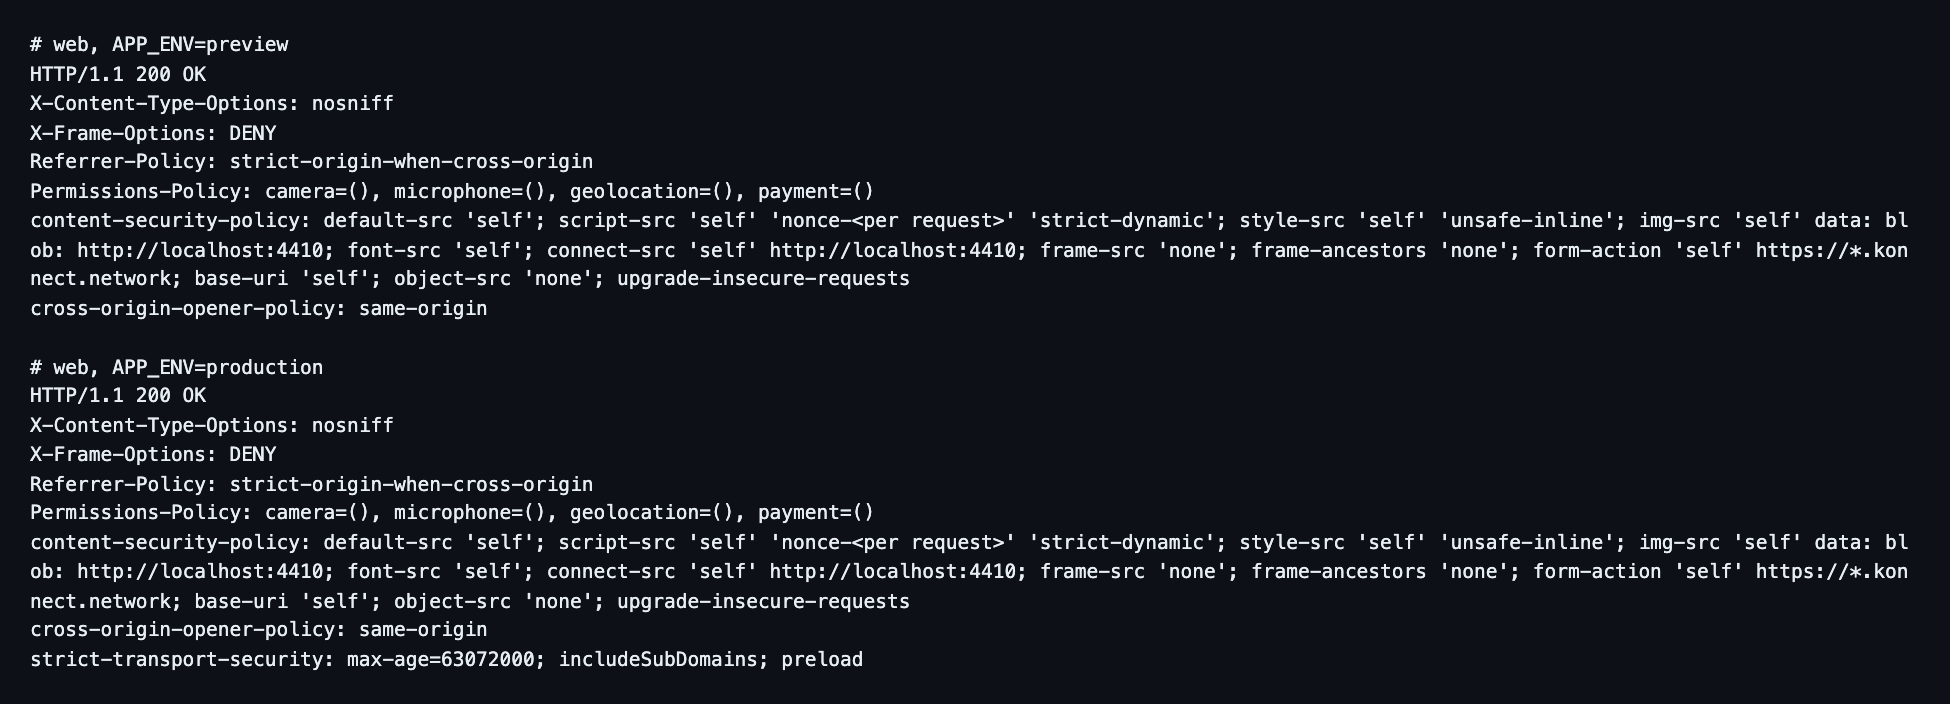 # web, APP_ENV=preview
HTTP/1.1 200 OK
X-Content-Type-Options: nosniff
X-Frame-Options: DENY
Referrer-Policy: strict-origin-when-cross-origin
Permissions-Policy: camera=(), microphone=(), geolocation=(), payment=()
content-security-policy: default-src 'self'; script-src 'self' 'nonce-<per request>' 'strict-dynamic'; style-src 'self' 'unsafe-inline'; img-src 'self' data: bl
ob: http://localhost:4410; font-src 'self'; connect-src 'self' http://localhost:4410; frame-src 'none'; frame-ancestors 'none'; form-action 'self' https://*.kon
nect.network; base-uri 'self'; object-src 'none'; upgrade-insecure-requests
cross-origin-opener-policy: same-origin

# web, APP_ENV=production
HTTP/1.1 200 OK
X-Content-Type-Options: nosniff
X-Frame-Options: DENY
Referrer-Policy: strict-origin-when-cross-origin
Permissions-Policy: camera=(), microphone=(), geolocation=(), payment=()
content-security-policy: default-src 'self'; script-src 'self' 'nonce-<per request>' 'strict-dynamic'; style-src 'self' 'unsafe-inline'; img-src 'self' data: bl
ob: http://localhost:4410; font-src 'self'; connect-src 'self' http://localhost:4410; frame-src 'none'; frame-ancestors 'none'; form-action 'self' https://*.kon
nect.network; base-uri 'self'; object-src 'none'; upgrade-insecure-requests
cross-origin-opener-policy: same-origin
strict-transport-security: max-age=63072000; includeSubDomains; preload